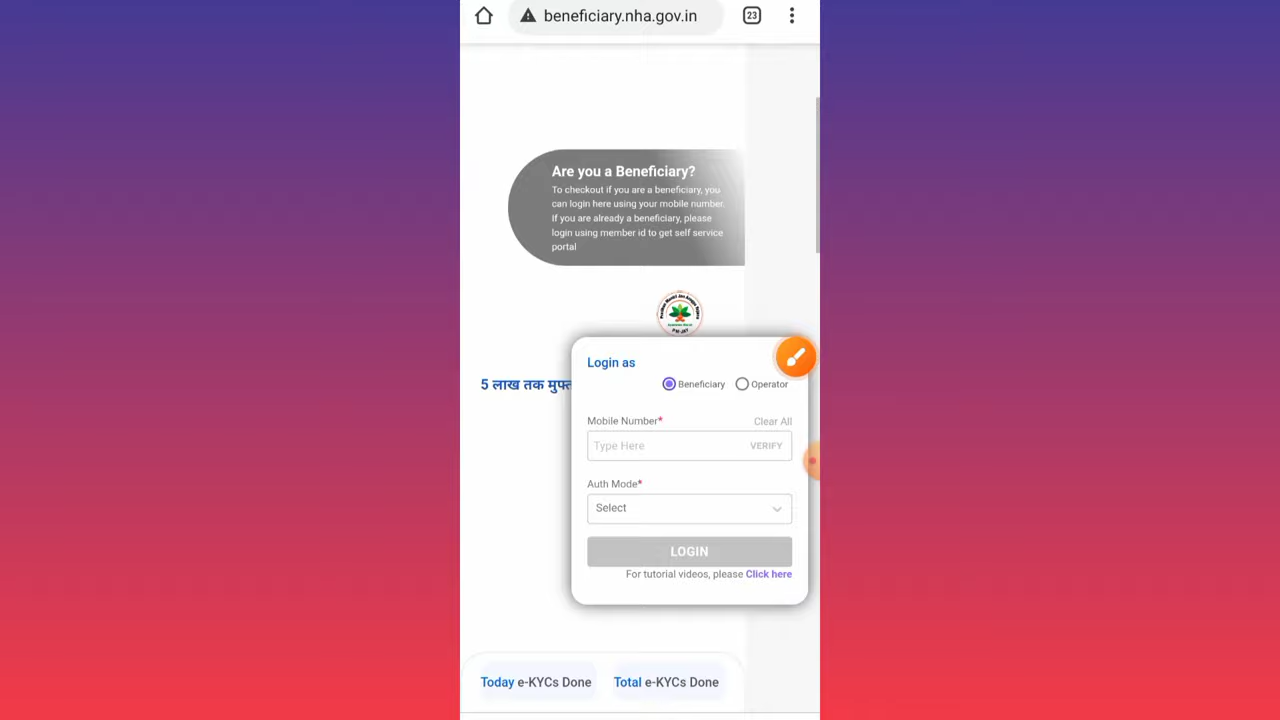 beneficiary.nha.gov.in
23
Are you a Beneficiary?
To checkout if you are a beneficiary, you
can login here using your mobile number.
If you are already a beneficiary, please
login using member id to get self service
portal
PM-JAY
Login as
Beneficiary
Operator
5 लाख तक मुफ्त
Mobile Number*
Clear All
Type Here
VERIFY
Auth Mode*
Select
LOGIN
For tutorial videos, please Click here
Today e-KYCs Done
Total e-KYCs Done